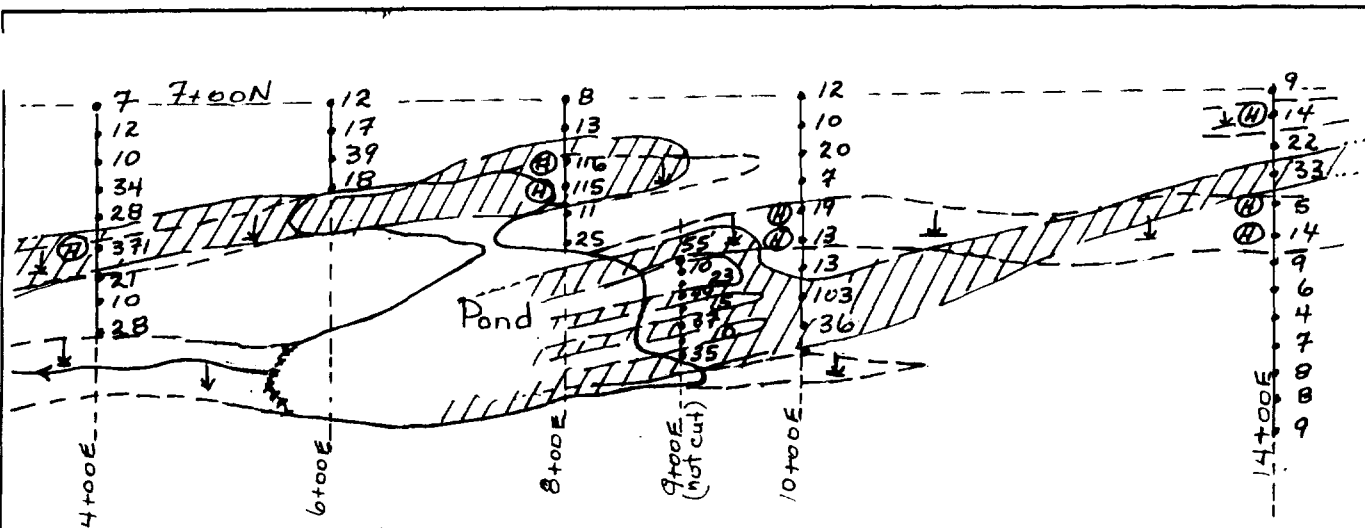 7 7+00N 12 8 12 9
12 17 13 10 (H) 14
10 39 (H) 116 20 22
34 18 (H) 115 7 33
28 11 (H) 19 (H) 5
(H) 371 25 (H) 13 (H) 14
21 55 13 9
10 70 23 103 6
28 Pond 5 36 4
37 7
35 8
8
9
4+00E
6+00E
8+00E
9+00E
(not cut)
10+00E
14+00E